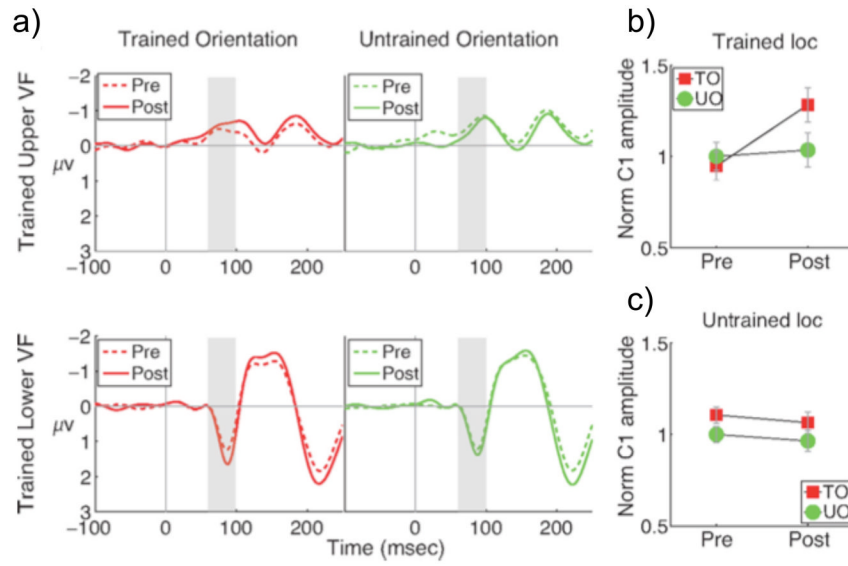 a)
Trained Orientation
Untrained Orientation
Trained Upper VF
−2
−1
0
μv
1
2
3
Pre
Post
Pre
Post
−100
0
100
200
0
100
200
Trained Lower VF
−2
−1
0
μv
1
2
3
Pre
Post
Pre
Post
−100
0
100
200
0
100
200
Time (msec)
b)
Trained loc
Norm C1 amplitude
1.5
1
0.5
TO
UO
Pre
Post
c)
Untrained loc
Norm C1 amplitude
1.5
1
0.5
TO
UO
Pre
Post